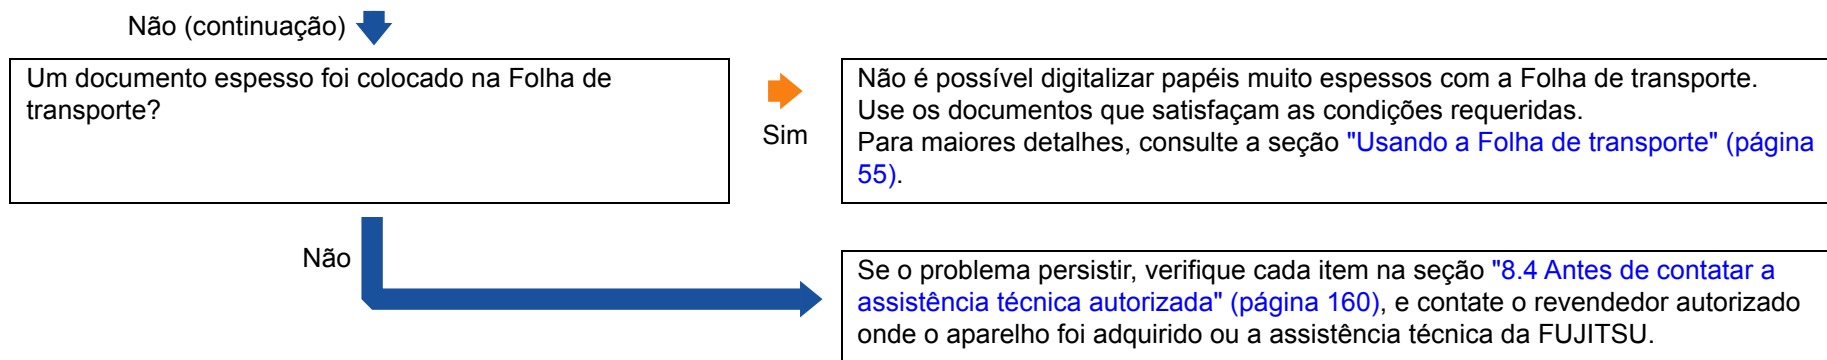 Não (continuação)
Um documento espesso foi colocado na Folha de
transporte?
Sim
Não é possível digitalizar papéis muito espessos com a Folha de transporte.
Use os documentos que satisfaçam as condições requeridas.
Para maiores detalhes, consulte a seção "Usando a Folha de transporte" (página
55).
Não
Se o problema persistir, verifique cada item na seção "8.4 Antes de contatar a
assistência técnica autorizada" (página 160), e contate o revendedor autorizado
onde o aparelho foi adquirido ou a assistência técnica da FUJITSU.